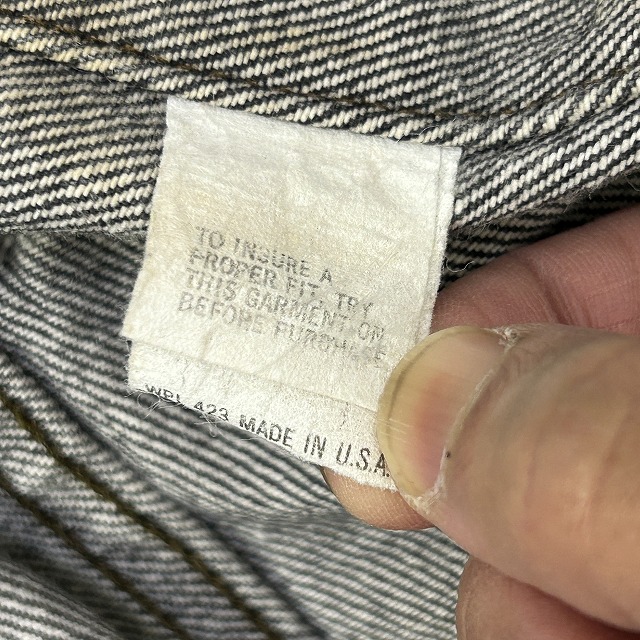 TO INSURE A
PROPER FIT, TRY
THIS GARMENT ON
BEFORE PURCHASE
WPL 423 MADE IN U.S.A